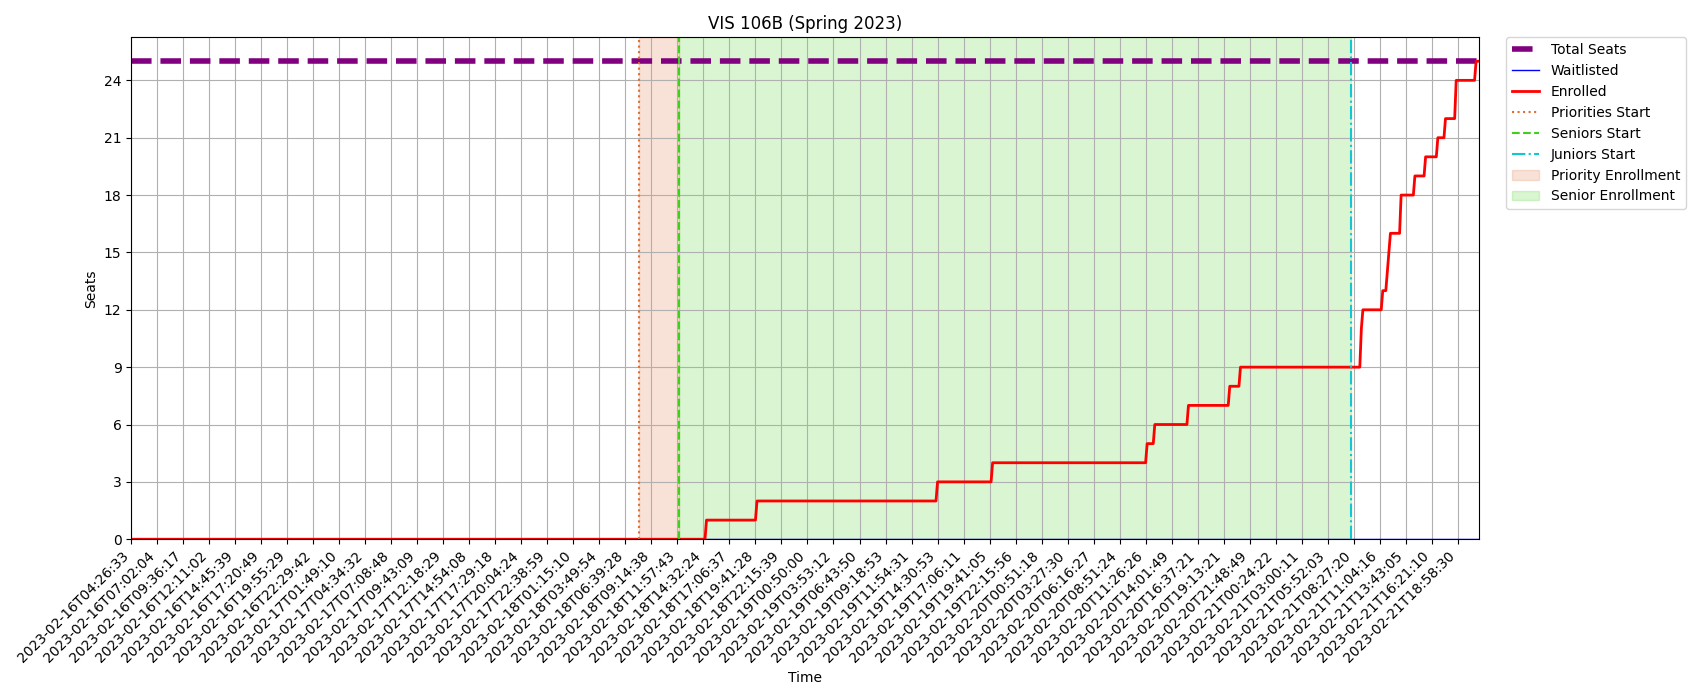 VIS 106B (Spring 2023)
Total Seats
Waitlisted
Enrolled
Priorities Start
Seniors Start
Juniors Start
Priority Enrollment
Senior Enrollment
Seats
24
21
18
15
12
9
6
3
0
2023-02-16T04:26:33
2023-02-16T07:02:04
2023-02-16T09:36:17
2023-02-16T12:11:02
2023-02-16T14:45:39
2023-02-16T17:20:49
2023-02-16T19:55:29
2023-02-16T22:29:42
2023-02-17T01:49:10
2023-02-17T04:34:32
2023-02-17T07:08:48
2023-02-17T09:43:09
2023-02-17T12:18:29
2023-02-17T14:54:08
2023-02-17T17:29:18
2023-02-17T20:04:24
2023-02-17T22:38:59
2023-02-18T01:15:10
2023-02-18T03:49:54
2023-02-18T06:39:28
2023-02-18T09:14:38
2023-02-18T11:57:43
2023-02-18T14:32:24
2023-02-18T17:06:37
2023-02-18T19:41:28
2023-02-18T22:15:39
2023-02-19T00:50:00
2023-02-19T03:53:12
2023-02-19T06:43:50
2023-02-19T09:18:53
2023-02-19T11:54:31
2023-02-19T14:30:53
2023-02-19T17:06:11
2023-02-19T19:41:05
2023-02-19T22:15:56
2023-02-20T00:51:18
2023-02-20T03:27:30
2023-02-20T06:16:27
2023-02-20T08:51:24
2023-02-20T11:26:26
2023-02-20T14:01:49
2023-02-20T16:37:21
2023-02-20T19:13:21
2023-02-20T21:48:49
2023-02-21T00:24:22
2023-02-21T03:00:11
2023-02-21T05:52:03
2023-02-21T08:27:20
2023-02-21T11:04:16
2023-02-21T13:43:05
2023-02-21T16:21:10
2023-02-21T18:58:30
Time